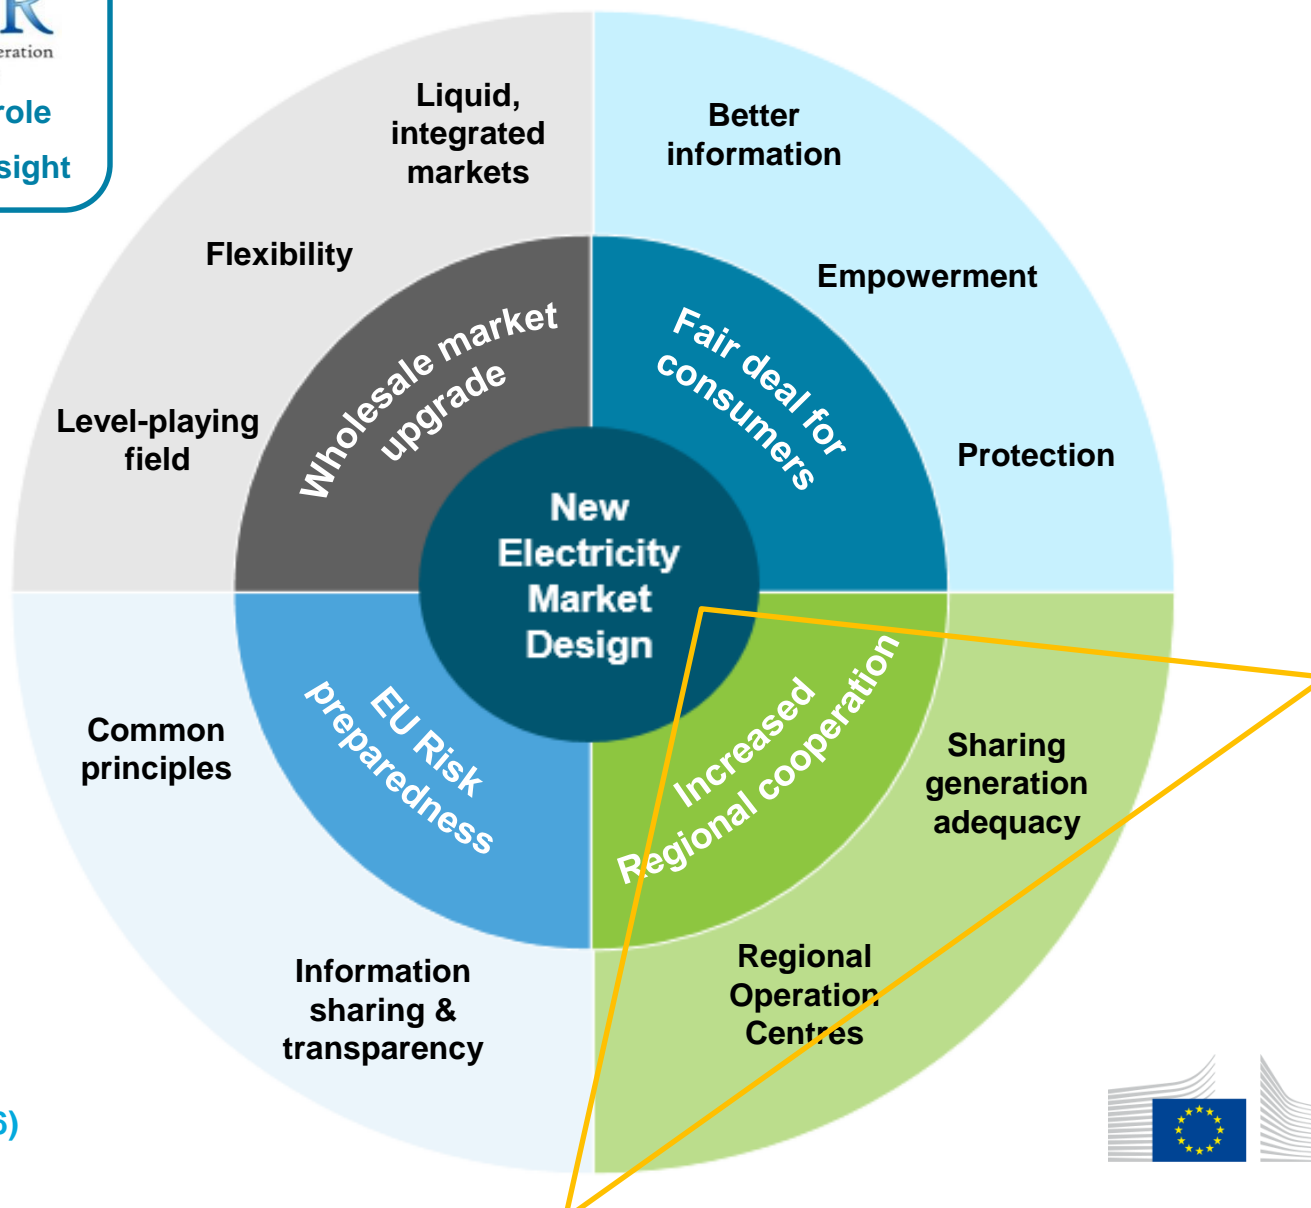 R
eration
role
sight
Liquid,
integrated
markets
Flexibility
Level-playing
field
Better
information
Empowerment
Protection
Wholesale market
upgrade
Fair deal for
consumers
New
Electricity
Market
Design
EU Risk
preparedness
Increased
Regional cooperation
Common
principles
Information
sharing &
transparency
Sharing
generation
adequacy
Regional
Operation
Centres
6)